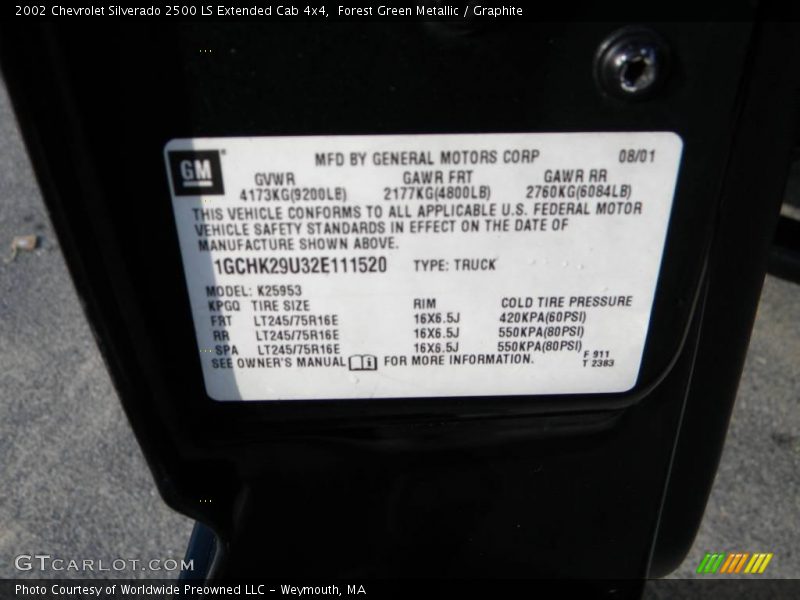 2002 Chevrolet Silverado 2500 LS Extended Cab 4x4, Forest Green Metallic / Graphite
GM MFD BY GENERAL MOTORS CORP 08/01
GVWR GAWR FRT GAWR RR
4173KG(9200LB) 2177KG(4800LB) 2760KG(6084LB)
THIS VEHICLE CONFORMS TO ALL APPLICABLE U.S. FEDERAL MOTOR
VEHICLE SAFETY STANDARDS IN EFFECT ON THE DATE OF
MANUFACTURE SHOWN ABOVE.
1GCHK29U32E111520 TYPE: TRUCK
MODEL: K25953
KPGQ TIRE SIZE RIM COLD TIRE PRESSURE
FRT LT245/75R16E 16X6.5J 420KPA(60PSI)
RR LT245/75R16E 16X6.5J 550KPA(80PSI)
SPA LT245/75R16E 16X6.5J 550KPA(80PSI)
SEE OWNER'S MANUAL FOR MORE INFORMATION.
F 911
T 2383
GTCARLOT.COM
Photo Courtesy of Worldwide Preowned LLC - Weymouth, MA